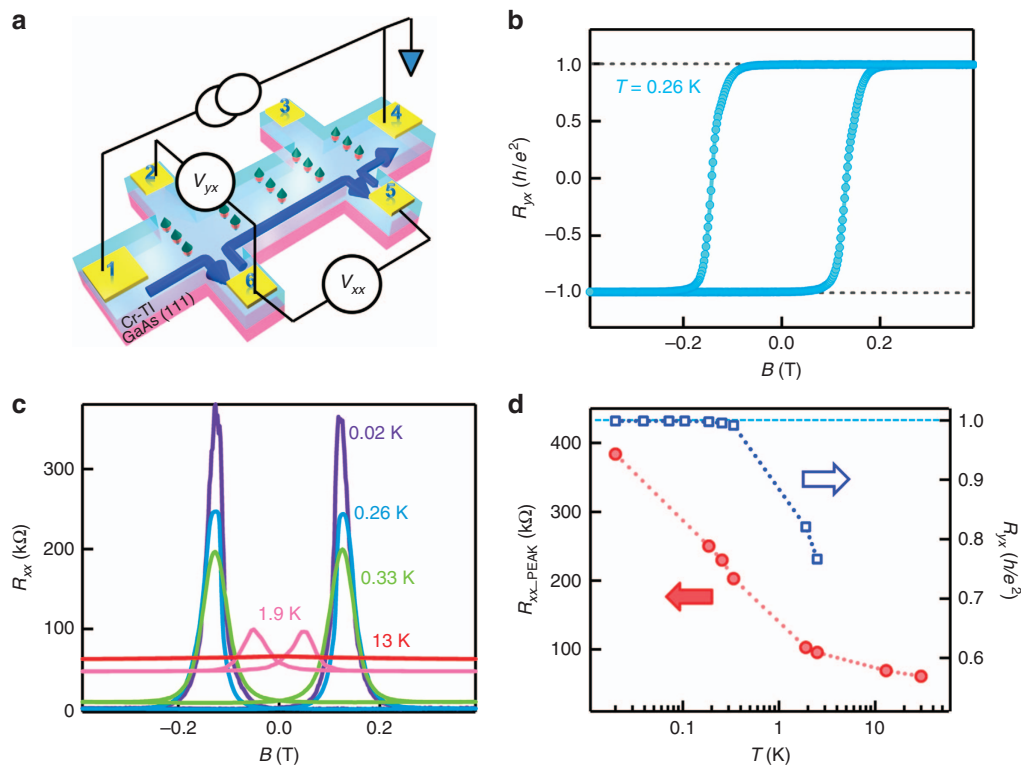 a
1
2
3
4
5
6
V_yx
V_xx
Cr-TI
GaAs (111)
b
R_yx (h/e²)
1.0
0.5
0.0
−0.5
−1.0
T = 0.26 K
−0.2
0.0
0.2
B (T)
c
R_xx (kΩ)
300
200
100
0
0.02 K
0.26 K
0.33 K
1.9 K
13 K
−0.2
0.0
0.2
B (T)
d
R_xx_PEAK (kΩ)
400
300
200
100
0
1.0
0.9
0.8
0.7
0.6
R_yx (h/e²)
0.1
1
10
T (K)